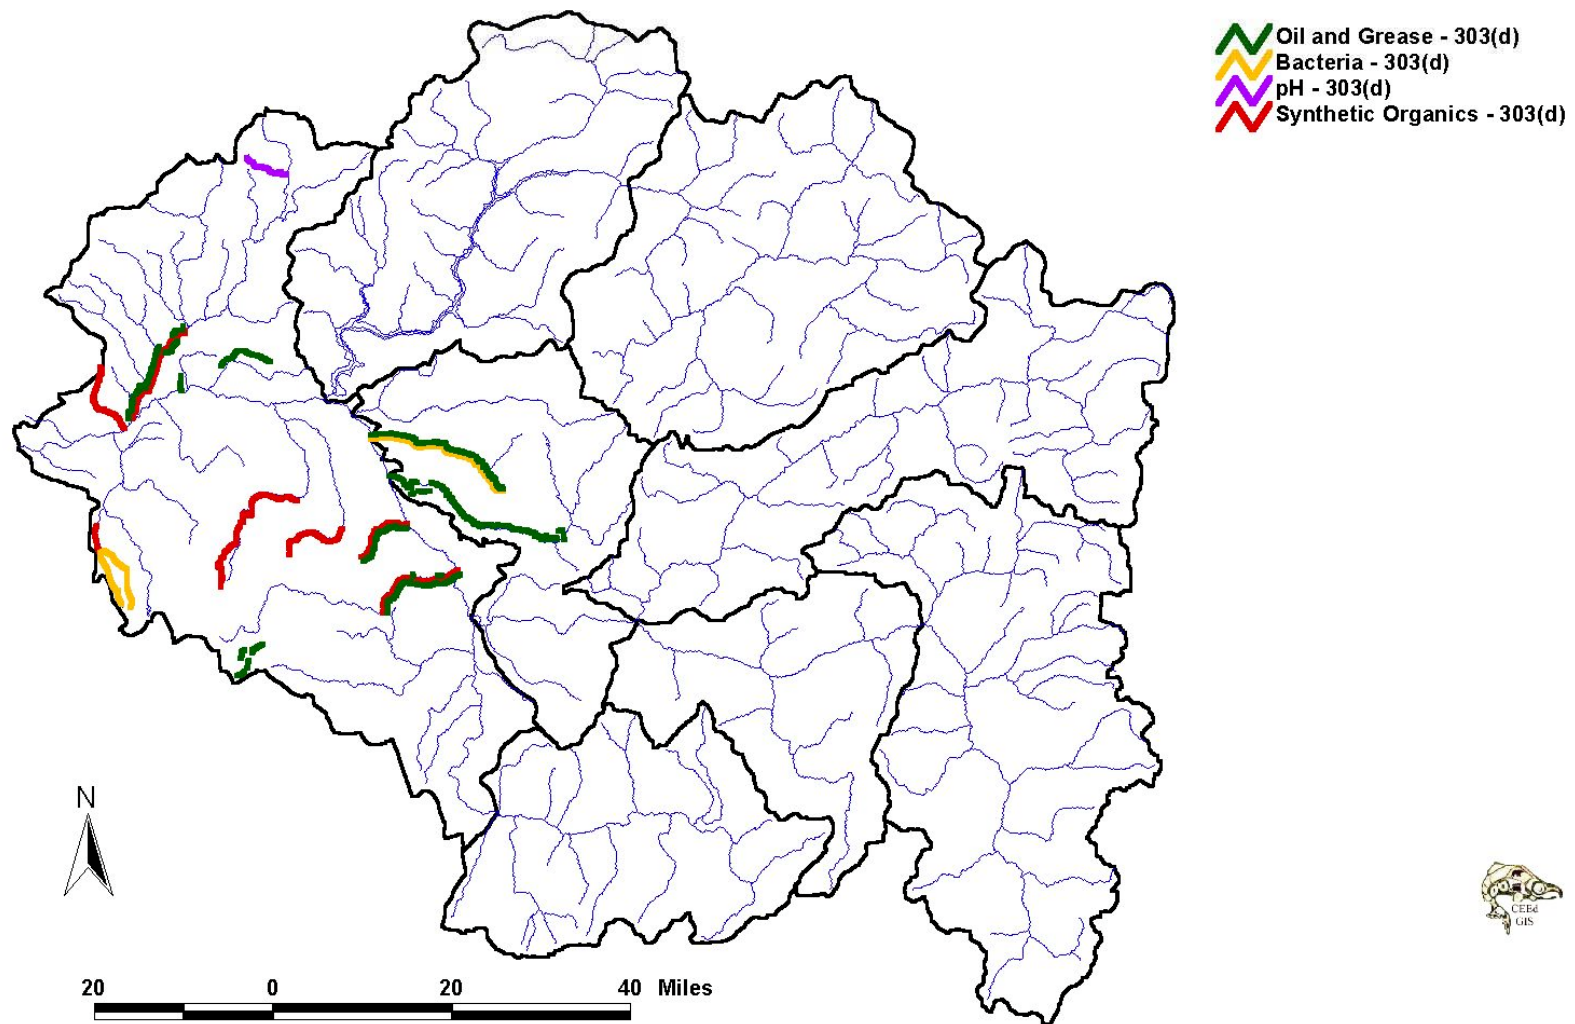 Oil and Grease - 303(d)
Bacteria - 303(d)
pH - 303(d)
Synthetic Organics - 303(d)
N
CEEd
GIS
20 0 20 40 Miles